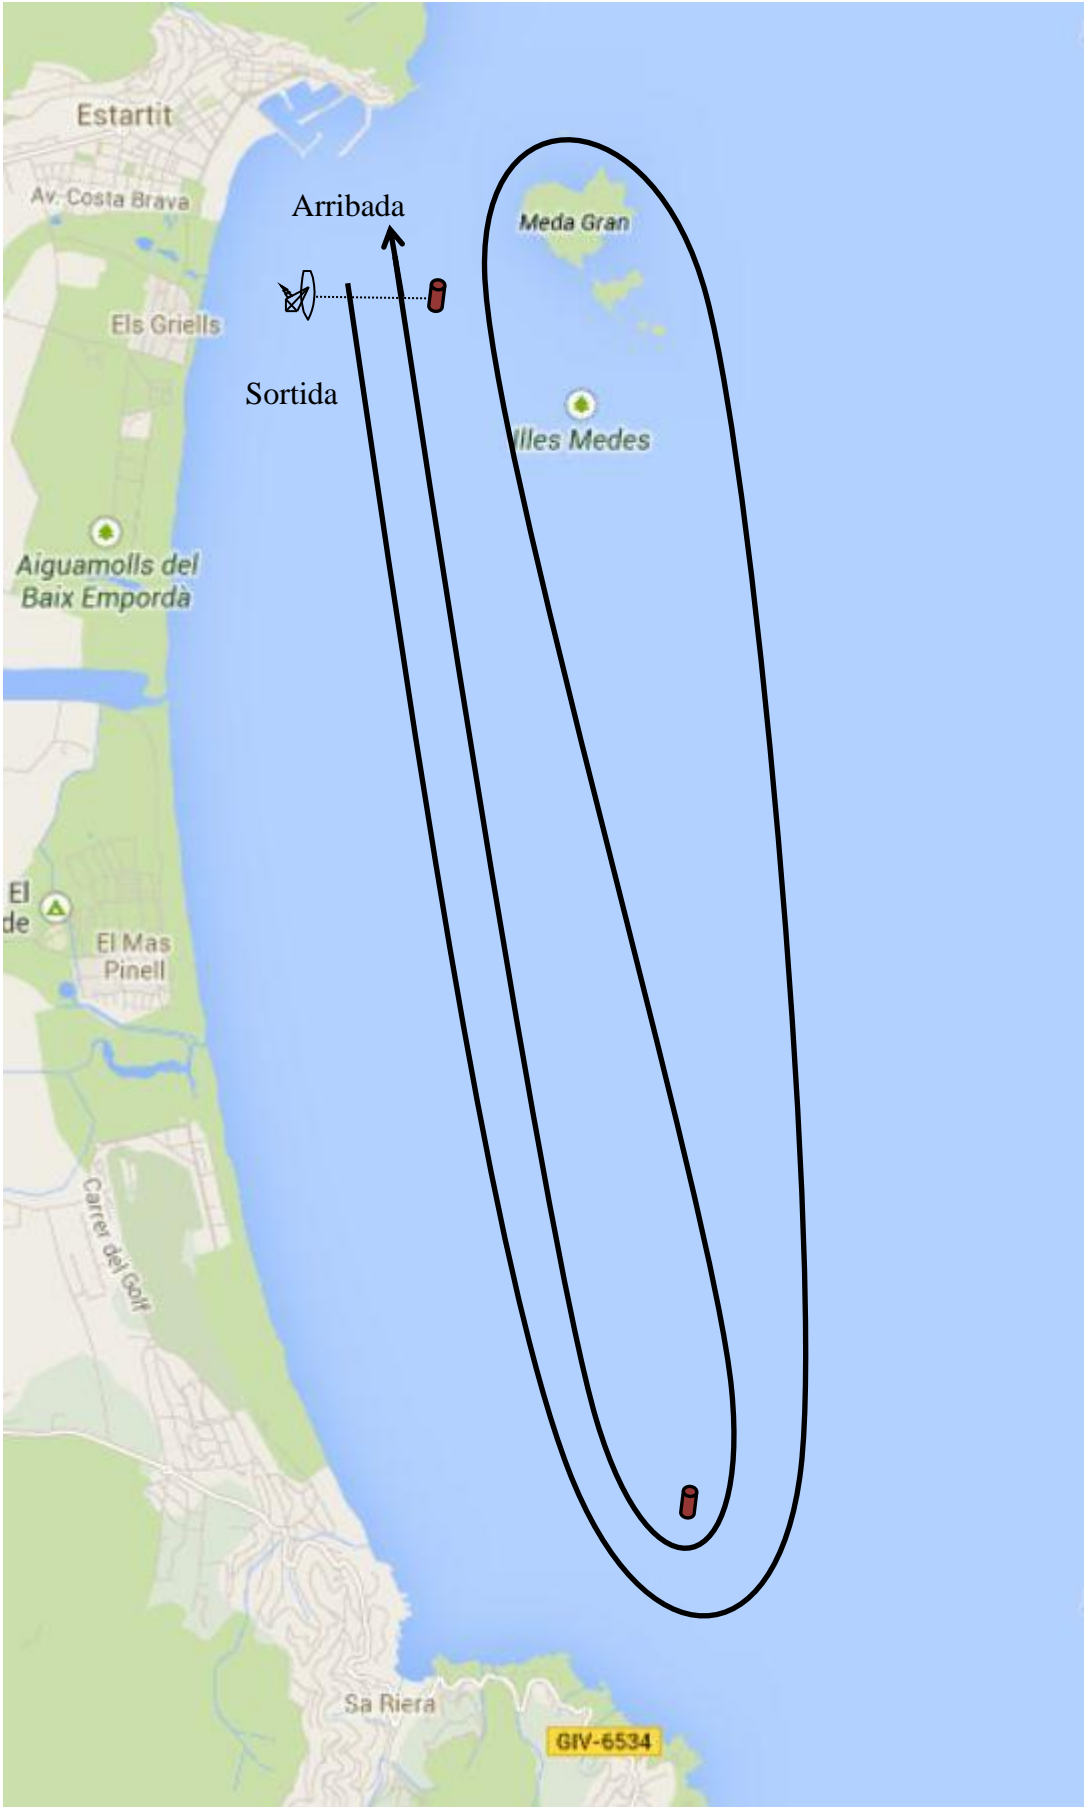 Estartit
Av. Costa Brava
Arribada
Meda Gran
Els Griells
Sortida
Illes Medes
Aiguamolls del
Baix Empordà
El
de
El Mas
Pinell
Carrer del Golf
Sa Riera
GIV-6534